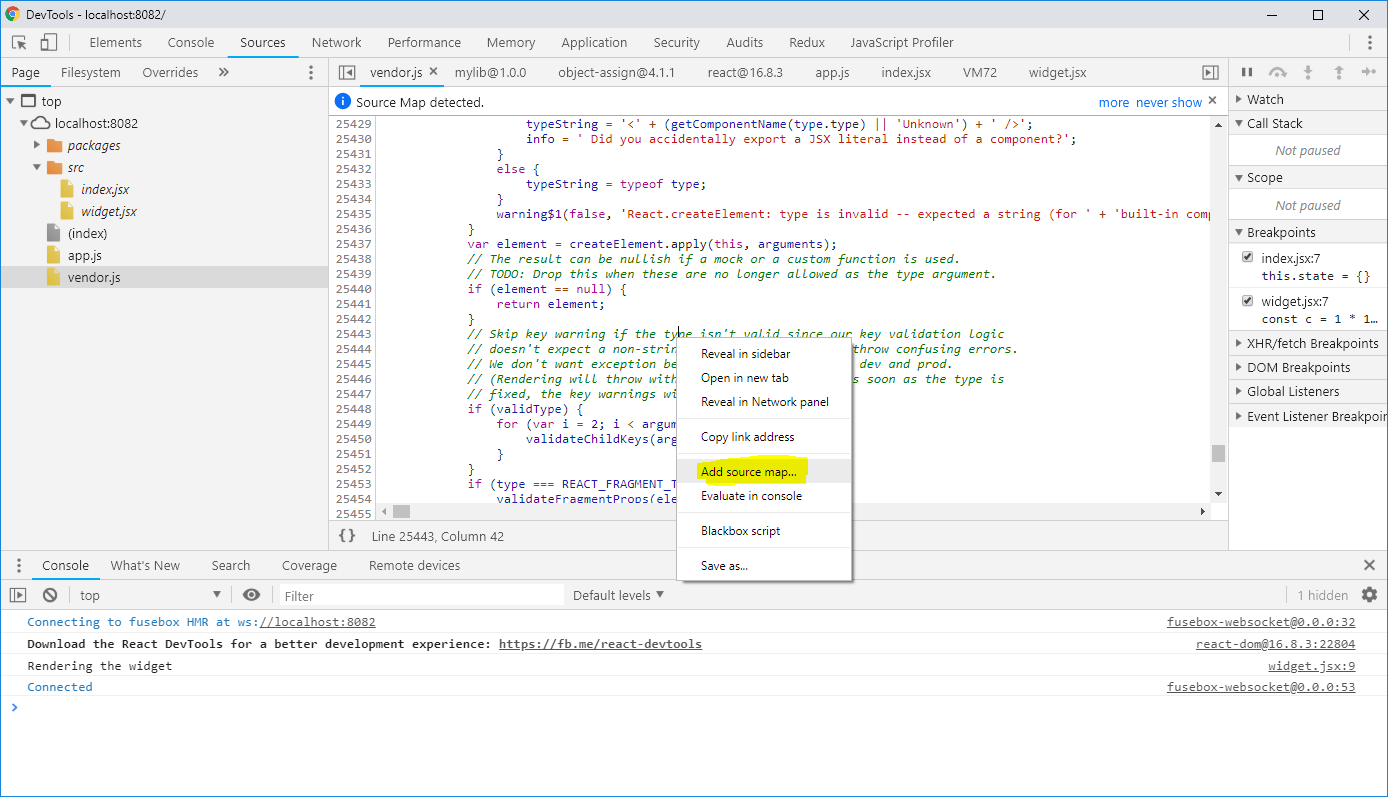 DevTools - localhost:8082/
Elements Console Sources Network Performance Memory Application Security Audits Redux JavaScript Profiler
Page Filesystem Overrides »
top
localhost:8082
packages
src
index.jsx
widget.jsx
(index)
app.js
vendor.js
vendor.js × mylib@1.0.0 object-assign@4.1.1 react@16.8.3 app.js index.jsx VM72 widget.jsx
Source Map detected. more never show ×
25429 typeString = '<' + (getComponentName(type.type) || 'Unknown') + ' />';
25430 info = ' Did you accidentally export a JSX literal instead of a component?';
25431 }
25432 else {
25433 typeString = typeof type;
25434 }
25435 warning$1(false, 'React.createElement: type is invalid -- expected a string (for ' + 'built-in comp
25436 }
25437 var element = createElement.apply(this, arguments);
25438 // The result can be nullish if a mock or a custom function is used.
25439 // TODO: Drop this when these are no longer allowed as the type argument.
25440 if (element == null) {
25441 return element;
25442 }
25443 // Skip key warning if the type isn't valid since our key validation logic
25444 // doesn't expect a non-strin throw confusing errors.
25445 // We don't want exception be dev and prod.
25446 // (Rendering will throw with s soon as the type is
25447 // fixed, the key warnings wi
25448 if (validType) {
25449 for (var i = 2; i < argum
25450 validateChildKeys(arg
25451 }
25452 }
25453 if (type === REACT_FRAGMENT_T
25454 validateFragmentProps(ele
25455
{} Line 25443, Column 42
Reveal in sidebar
Open in new tab
Reveal in Network panel
Copy link address
Add source map...
Evaluate in console
Blackbox script
Save as...
Watch
Call Stack
Not paused
Scope
Not paused
Breakpoints
index.jsx:7
this.state = {}
widget.jsx:7
const c = 1 * 1…
XHR/fetch Breakpoints
DOM Breakpoints
Global Listeners
Event Listener Breakpoin
Console What's New Search Coverage Remote devices
top Filter Default levels 1 hidden
Connecting to fusebox HMR at ws://localhost:8082 fusebox-websocket@0.0.0:32
Download the React DevTools for a better development experience: https://fb.me/react-devtools react-dom@16.8.3:22804
Rendering the widget widget.jsx:9
Connected fusebox-websocket@0.0.0:53
>